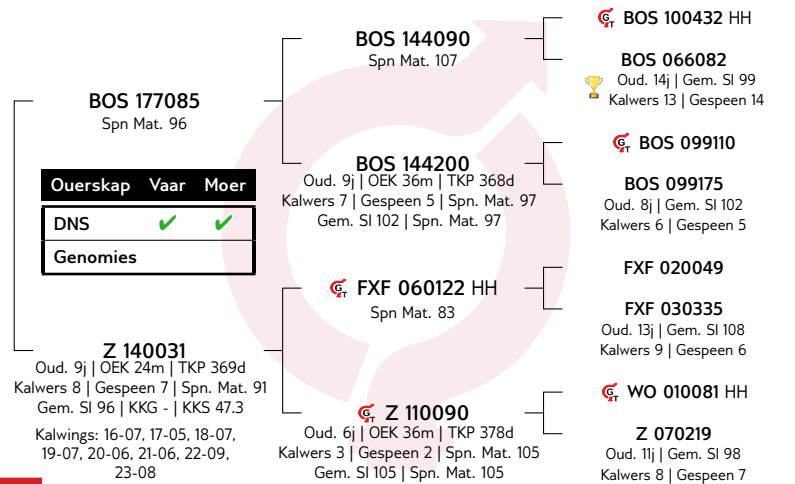 BOS 177085
Spn Mat. 96
Ouerskap Vaar Moer
DNS ✔ ✔
Genomies
Z 140031
Oud. 9j | OEK 24m | TKP 369d
Kalwers 8 | Gespeen 7 | Spn. Mat. 91
Gem. SI 96 | KKG - | KKS 47.3
Kalwings: 16-07, 17-05, 18-07,
19-07, 20-06, 21-06, 22-09,
23-08
BOS 144090
Spn Mat. 107
BOS 144200
Oud. 9j | OEK 36m | TKP 368d
Kalwers 7 | Gespeen 5 | Spn. Mat. 97
Gem. SI 102 | Spn. Mat. 97
GT FXF 060122 HH
Spn Mat. 83
GT Z 110090
Oud. 6j | OEK 36m | TKP 378d
Kalwers 3 | Gespeen 2 | Spn. Mat. 105
Gem. SI 105 | Spn. Mat. 105
GT BOS 100432 HH
BOS 066082
Oud. 14j | Gem. SI 99
Kalwers 13 | Gespeen 14
GT BOS 099110
BOS 099175
Oud. 8j | Gem. SI 102
Kalwers 6 | Gespeen 5
FXF 020049
FXF 030335
Oud. 13j | Gem. SI 108
Kalwers 9 | Gespeen 6
GT WO 010081 HH
Z 070219
Oud. 11j | Gem. SI 98
Kalwers 8 | Gespeen 7